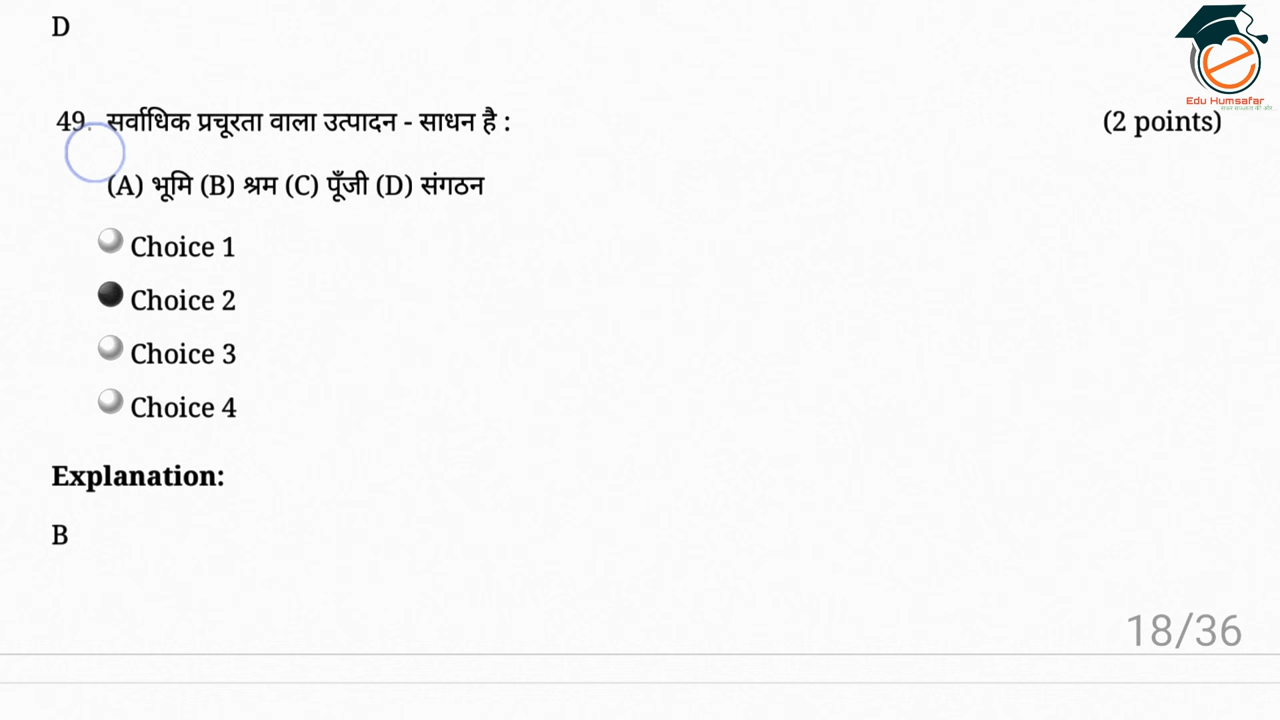 D
Edu Humsafar
49. सर्वाधिक प्रचूरता वाला उत्पादन - साधन है : (2 points)
(A) भूमि (B) श्रम (C) पूँजी (D) संगठन
Choice 1
Choice 2
Choice 3
Choice 4
Explanation:
B
18/36